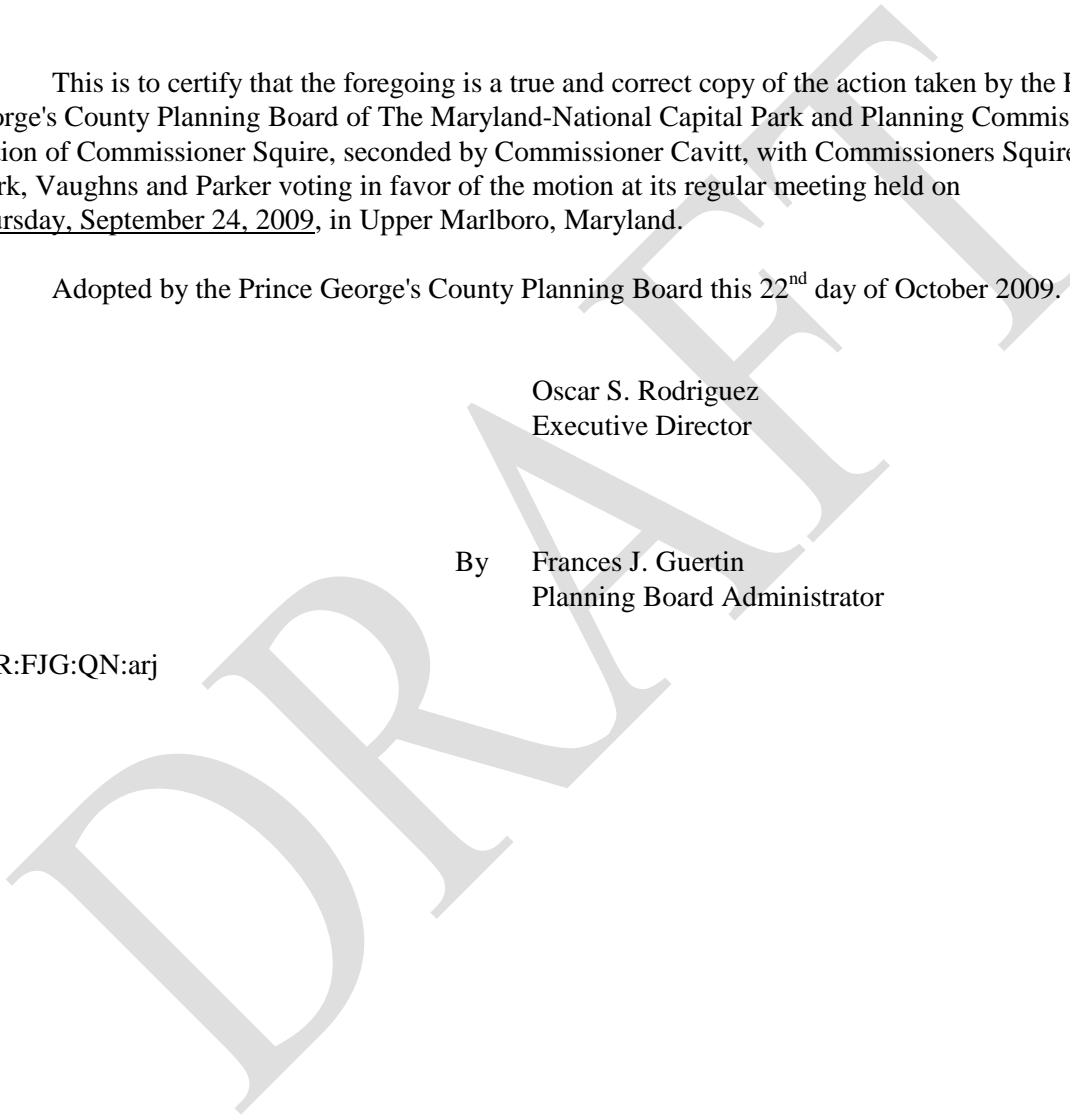 This is to certify that the foregoing is a true and correct copy of the action taken by the
orge's County Planning Board of The Maryland-National Capital Park and Planning Commis
tion of Commissioner Squire, seconded by Commissioner Cavitt, with Commissioners Squire
rk, Vaughns and Parker voting in favor of the motion at its regular meeting held on
ursday, September 24, 2009, in Upper Marlboro, Maryland.
Adopted by the Prince George's County Planning Board this 22nd day of October 2009.
Oscar S. Rodriguez
Executive Director
By Frances J. Guertin
Planning Board Administrator
R:FJG:QN:arj
DRAFT